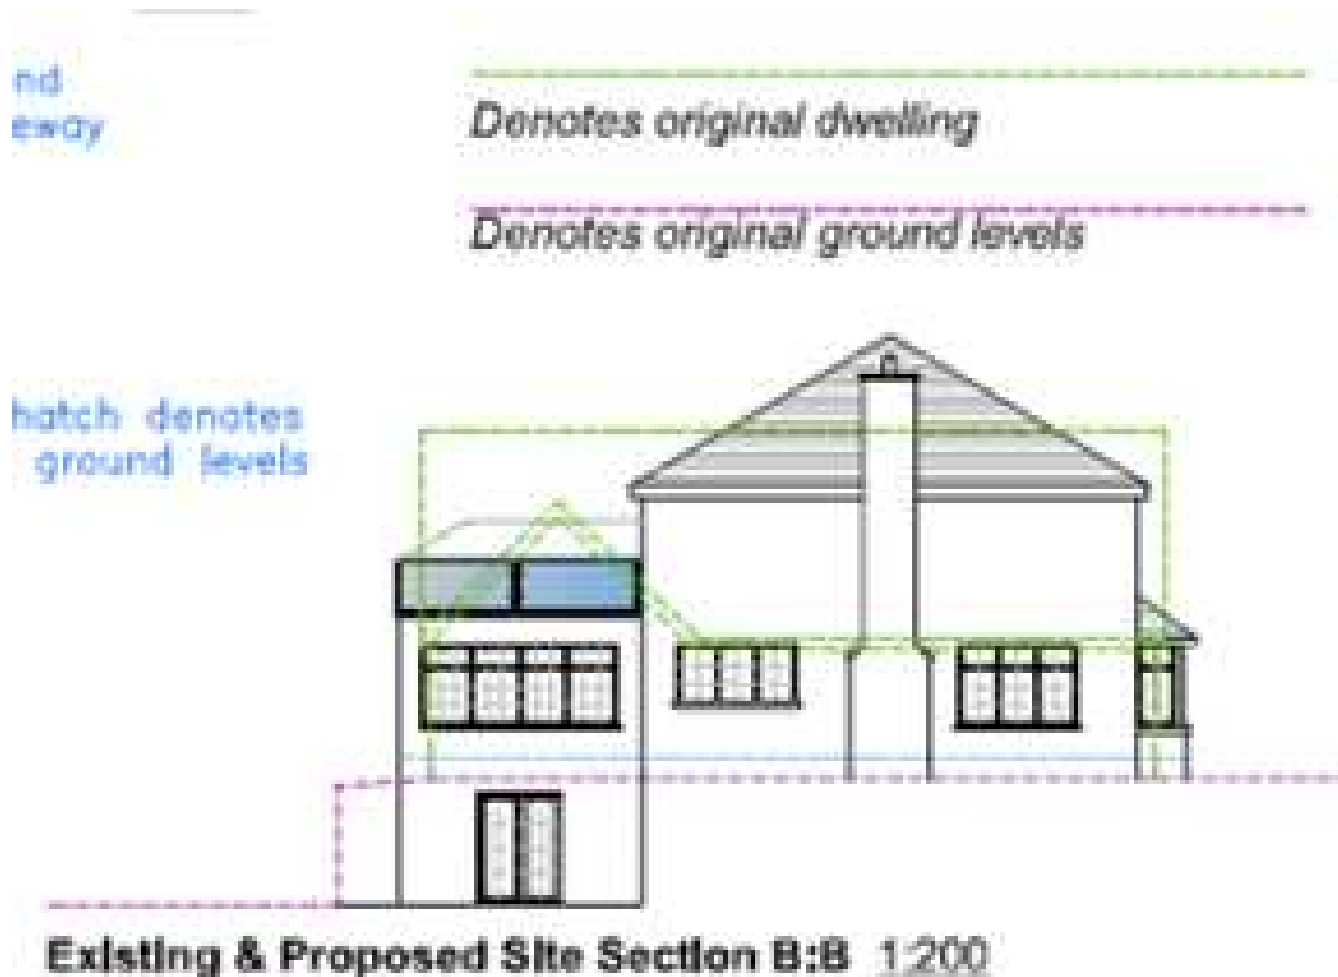 nd
eway
Denotes original dwelling
Denotes original ground levels
hatch denotes
ground levels
Existing & Proposed Site Section B:B 1:200